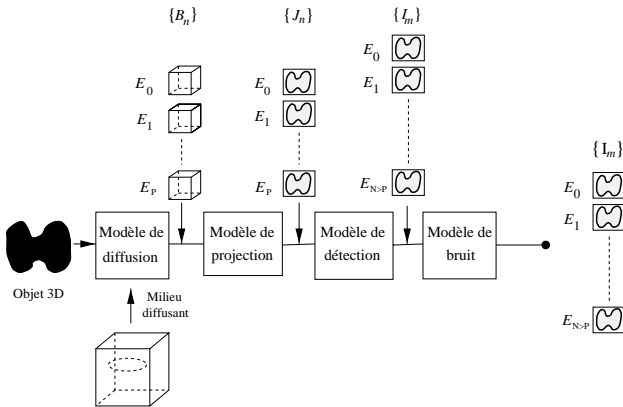 {B_n}
{J_n}
{I_m}
E_0
E_1
E_P
E_0
E_1
E_P
E_0
E_1
E_N>P
{I_m}
E_0
E_1
E_N>P
Objet 3D
Modèle de
diffusion
Modèle de
projection
Modèle de
détection
Modèle de
bruit
Milieu
diffusant